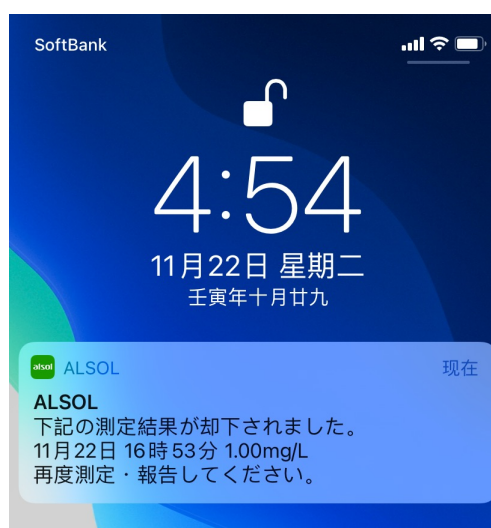 SoftBank
4:54
11月22日 星期二
壬寅年十月廿九
alsol ALSOL 现在
ALSOL
下記の測定結果が却下されました。
11月22日 16時53分 1.00mg/L
再度測定・報告してください。